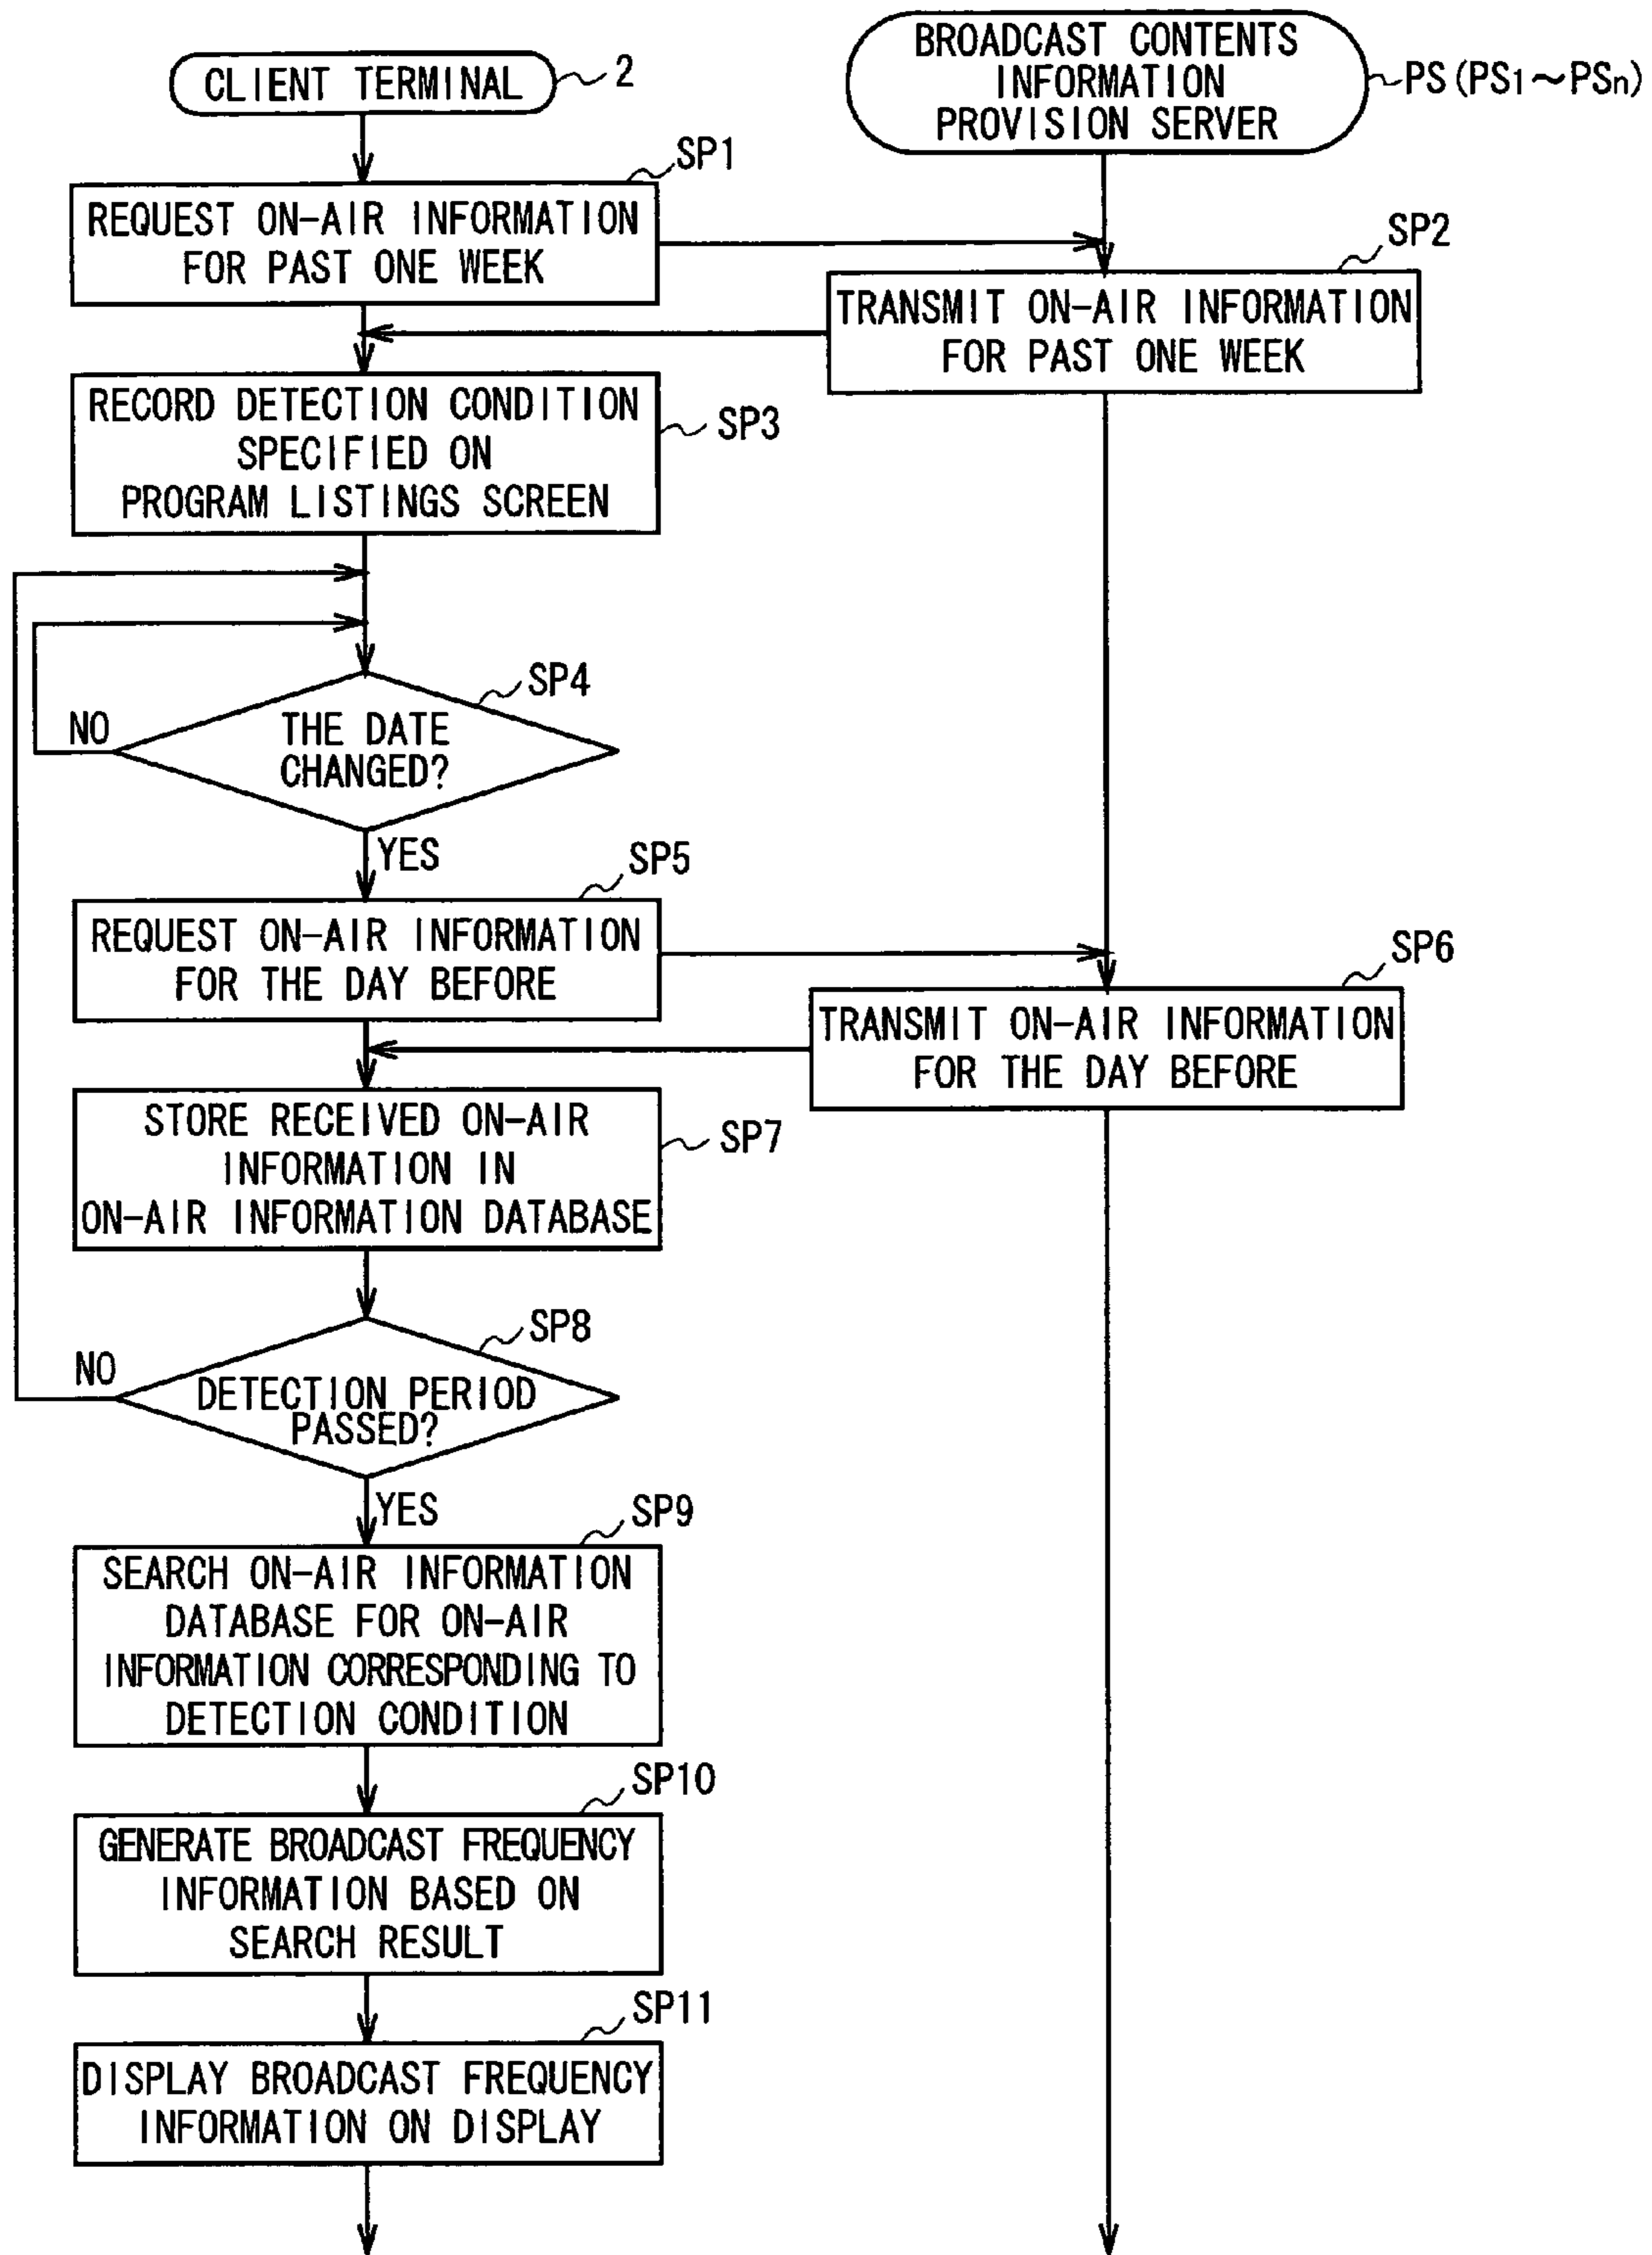 CLIENT TERMINAL
2
BROADCAST CONTENTS
INFORMATION
PROVISION SERVER
PS (PS1~PSn)
SP1
REQUEST ON-AIR INFORMATION
FOR PAST ONE WEEK
SP2
TRANSMIT ON-AIR INFORMATION
FOR PAST ONE WEEK
RECORD DETECTION CONDITION
SPECIFIED ON
PROGRAM LISTINGS SCREEN
SP3
SP4
NO
THE DATE
CHANGED?
YES
SP5
REQUEST ON-AIR INFORMATION
FOR THE DAY BEFORE
SP6
TRANSMIT ON-AIR INFORMATION
FOR THE DAY BEFORE
STORE RECEIVED ON-AIR
INFORMATION IN
ON-AIR INFORMATION DATABASE
SP7
SP8
NO
DETECTION PERIOD
PASSED?
YES
SP9
SEARCH ON-AIR INFORMATION
DATABASE FOR ON-AIR
INFORMATION CORRESPONDING TO
DETECTION CONDITION
SP10
GENERATE BROADCAST FREQUENCY
INFORMATION BASED ON
SEARCH RESULT
SP11
DISPLAY BROADCAST FREQUENCY
INFORMATION ON DISPLAY